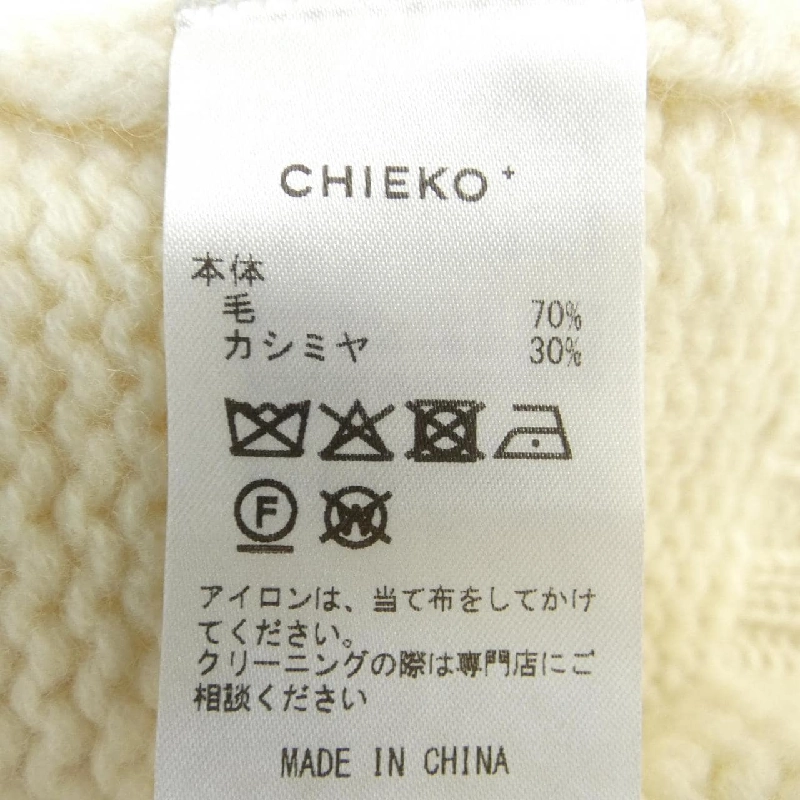 CHIEKO+
本体
毛 70%
カシミヤ 30%
F W
アイロンは、当て布をしてかけ
てください。
クリーニングの際は専門店にご
相談ください
MADE IN CHINA